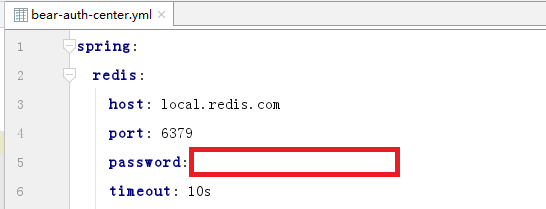 bear-auth-center.yml
1 spring:
2 redis:
3 host: local.redis.com
4 port: 6379
5 password:
6 timeout: 10s